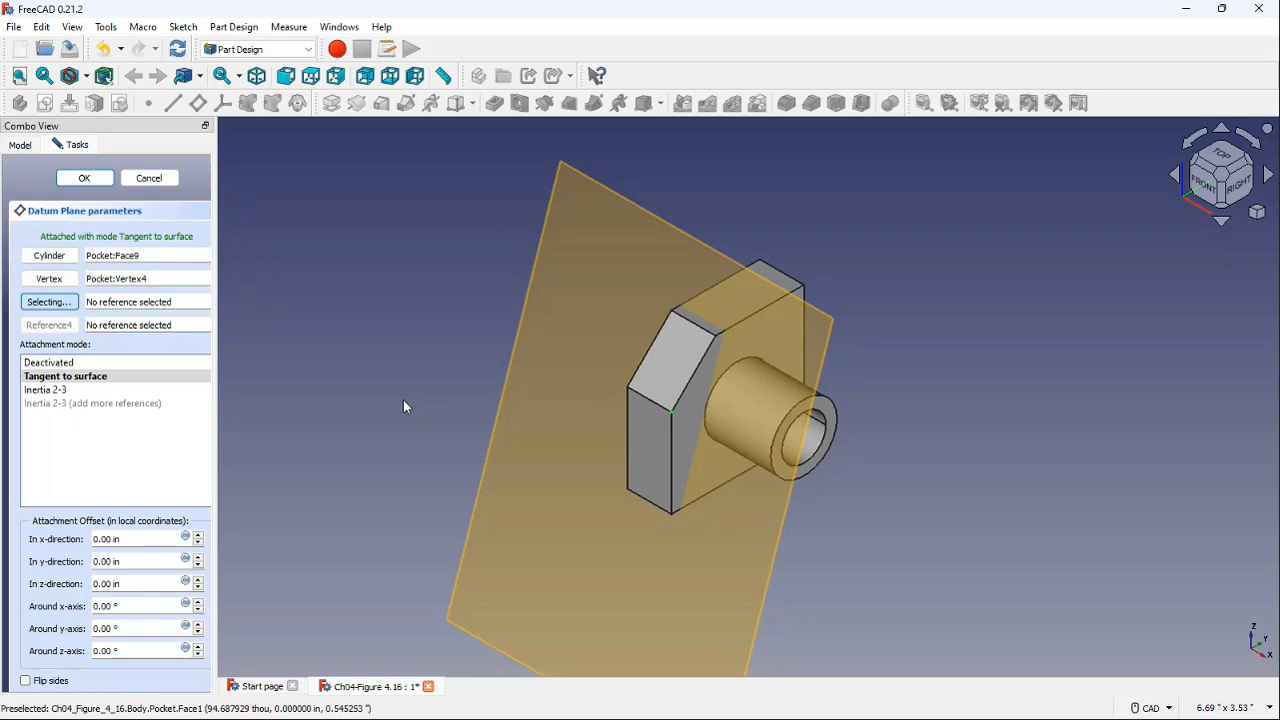 FreeCAD 0.21.2
File Edit View Tools Macro Sketch Part Design Measure Windows Help
Part Design
Combo View
Model Tasks
OK Cancel
Datum Plane parameters
Attached with mode Tangent to surface
Cylinder Pocket:Face9
Vertex Pocket:Vertex4
Selecting... No reference selected
Reference4 No reference selected
Attachment mode:
Deactivated
Tangent to surface
Inertia 2-3
Inertia 2-3 (add more references)
Attachment Offset (in local coordinates):
In x-direction: 0.00 in
In y-direction: 0.00 in
In z-direction: 0.00 in
Around x-axis: 0.00 °
Around y-axis: 0.00 °
Around z-axis: 0.00 °
Flip sides
TOP
FRONT RIGHT
Z
Y
X
Start page Ch04-Figure 4.16 : 1*
Preselected: Ch04_Figure_4_16.Body.Pocket.Face1 (94.687929 thou, 0.000000 in, 0.545253 ")
CAD 6.69 " x 3.53 "